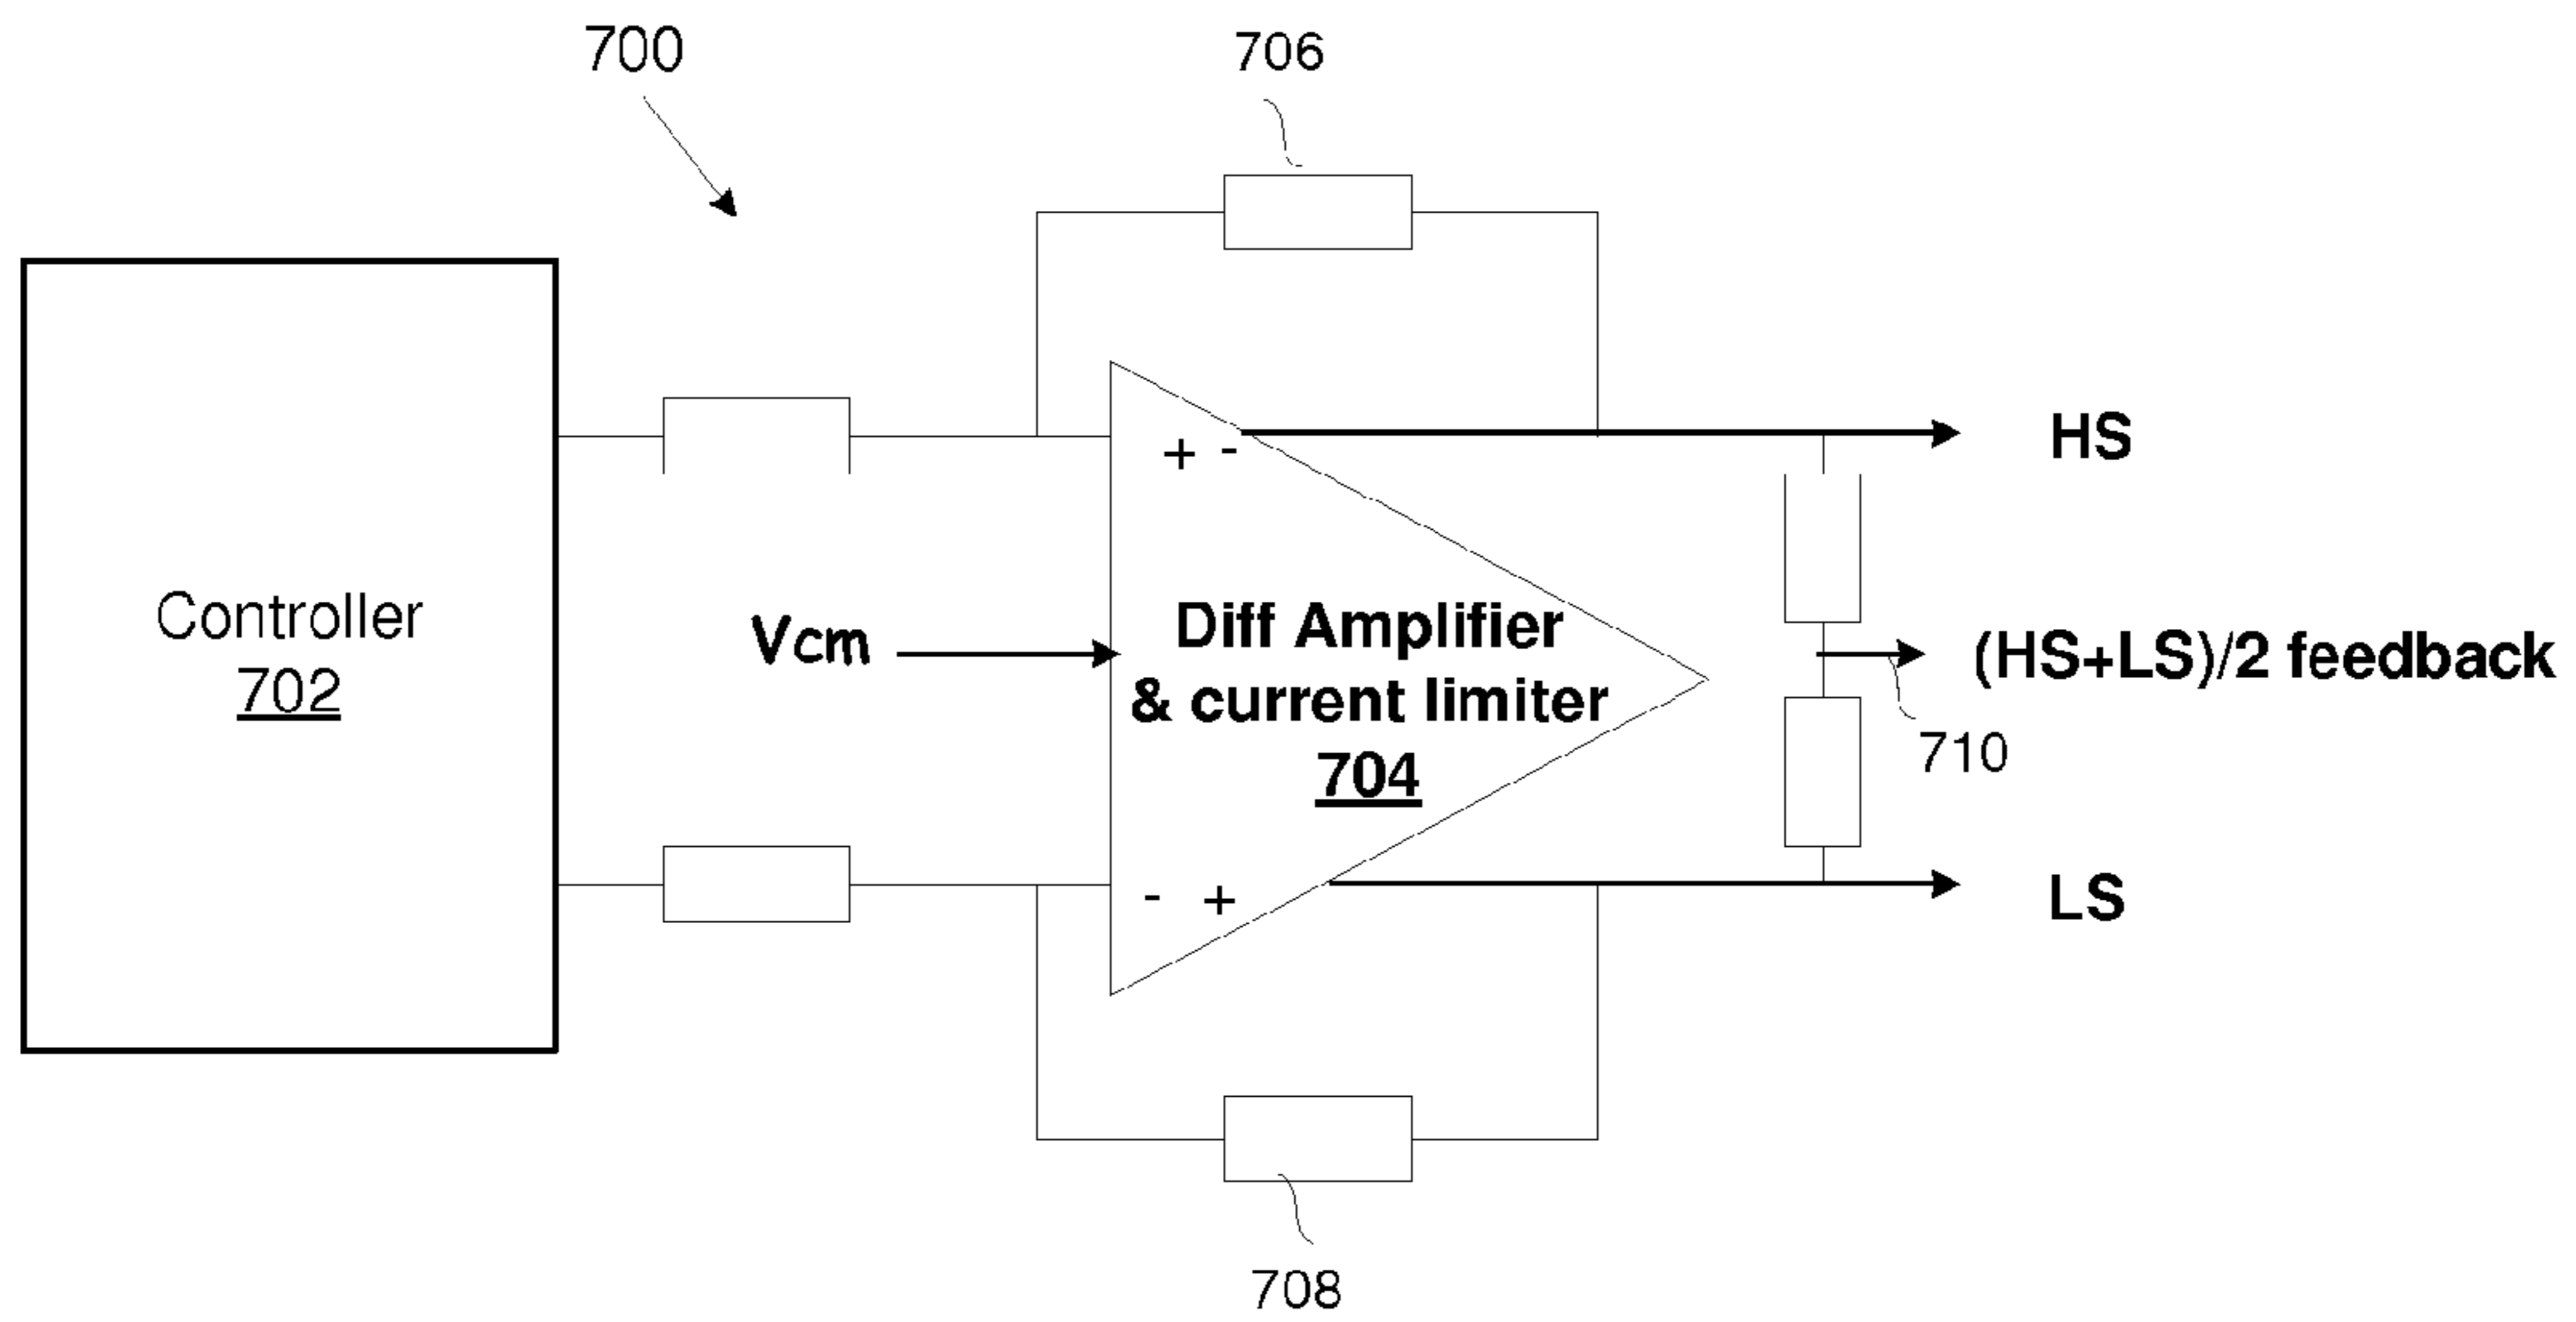 700
706
+ -
HS
Controller
702
Vcm
Diff Amplifier
& current limiter
704
(HS+LS)/2 feedback
710
- +
LS
708